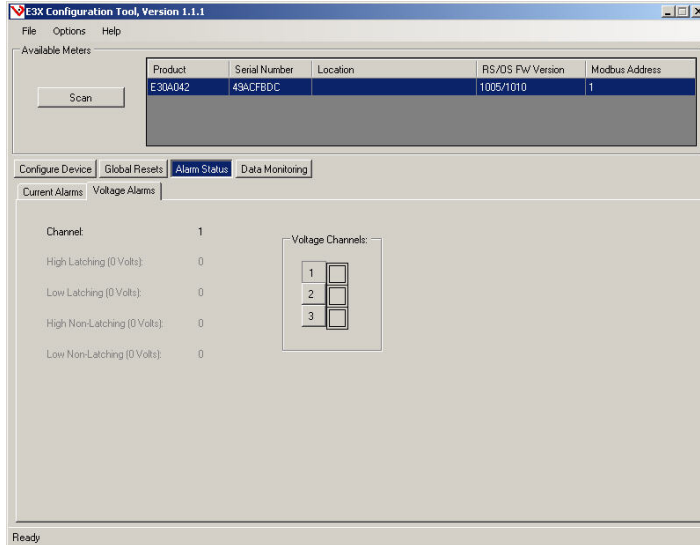 E3X Configuration Tool, Version 1.1.1
File Options Help
Available Meters
Product Serial Number Location RS/OS FW Version Modbus Address
Scan
E30A042 49ACFBDC 1005/1010 1
Configure Device Global Resets Alarm Status Data Monitoring
Current Alarms Voltage Alarms
Channel: 1
Voltage Channels:
High Latching (0 Volts): 0
1
Low Latching (0 Volts): 0
2
High Non-Latching (0 Volts): 0
3
Low Non-Latching (0 Volts): 0
Ready